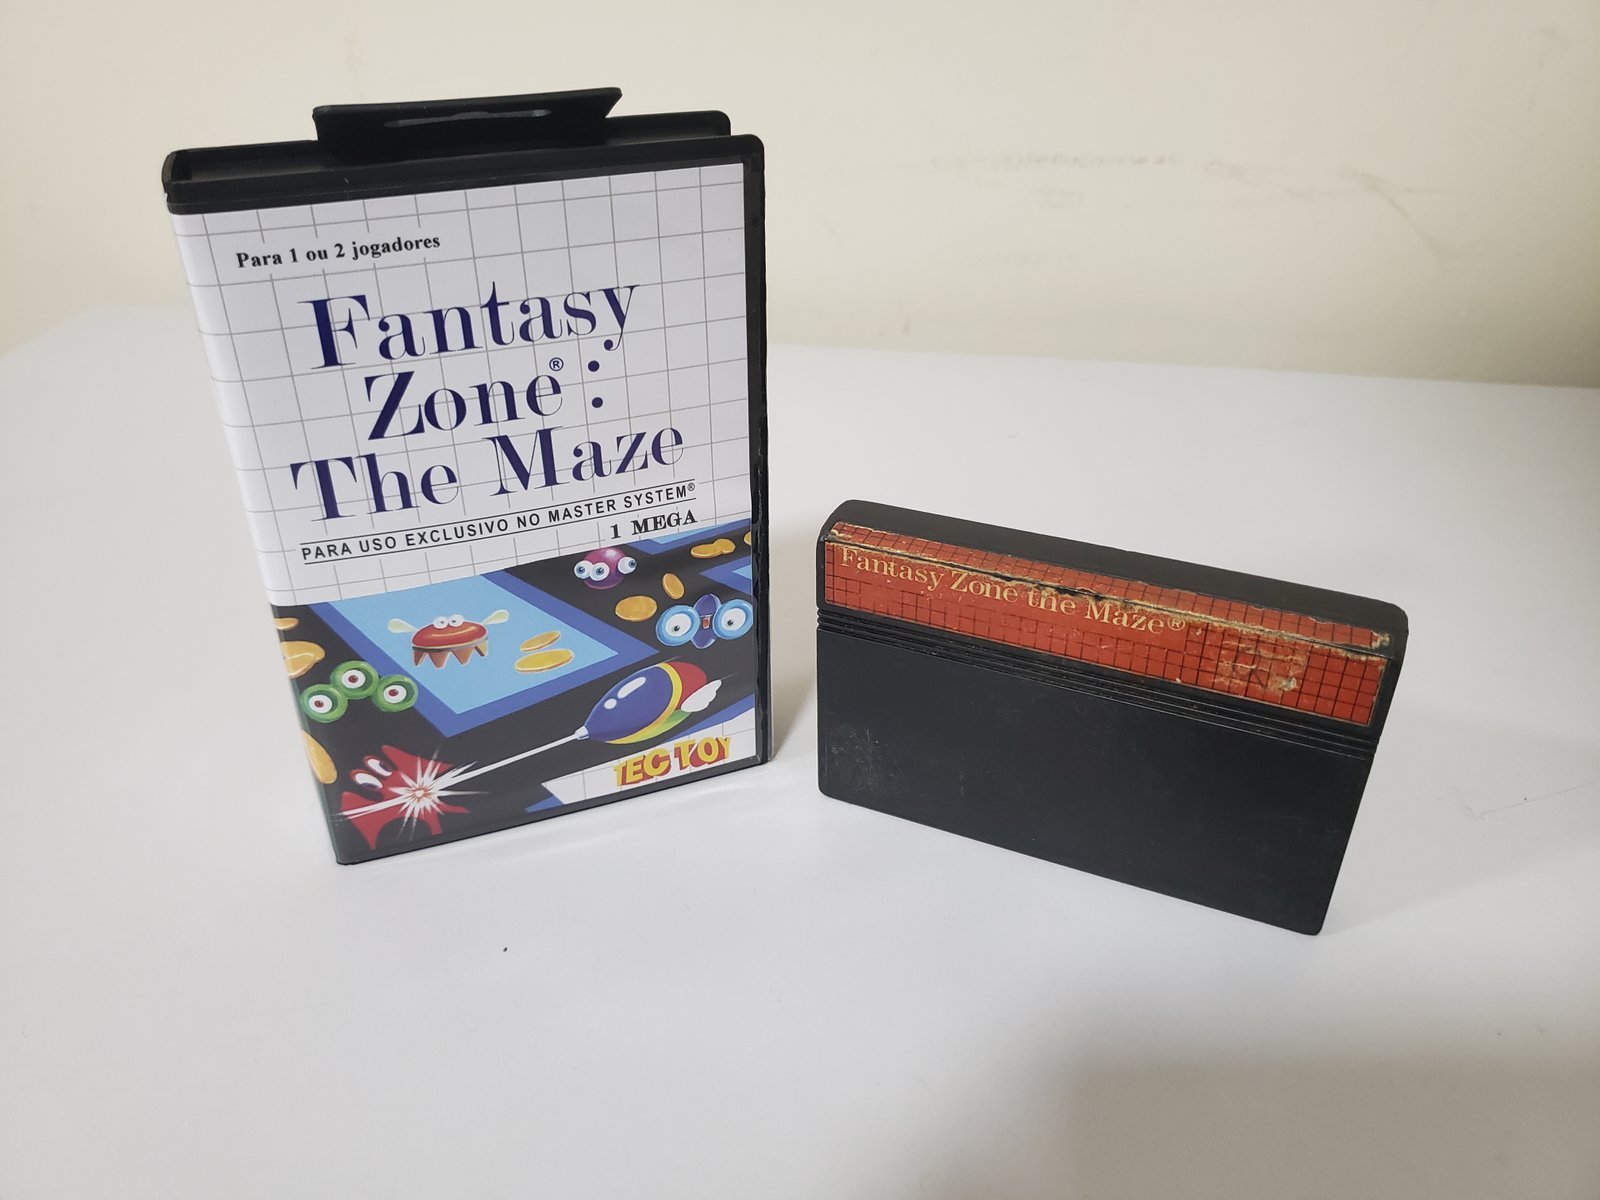 Para 1 ou 2 jogadores
Fantasy
Zone® :
The Maze
PARA USO EXCLUSIVO NO MASTER SYSTEM®
1 MEGA
TEC TOY
Fantasy Zone the Maze®